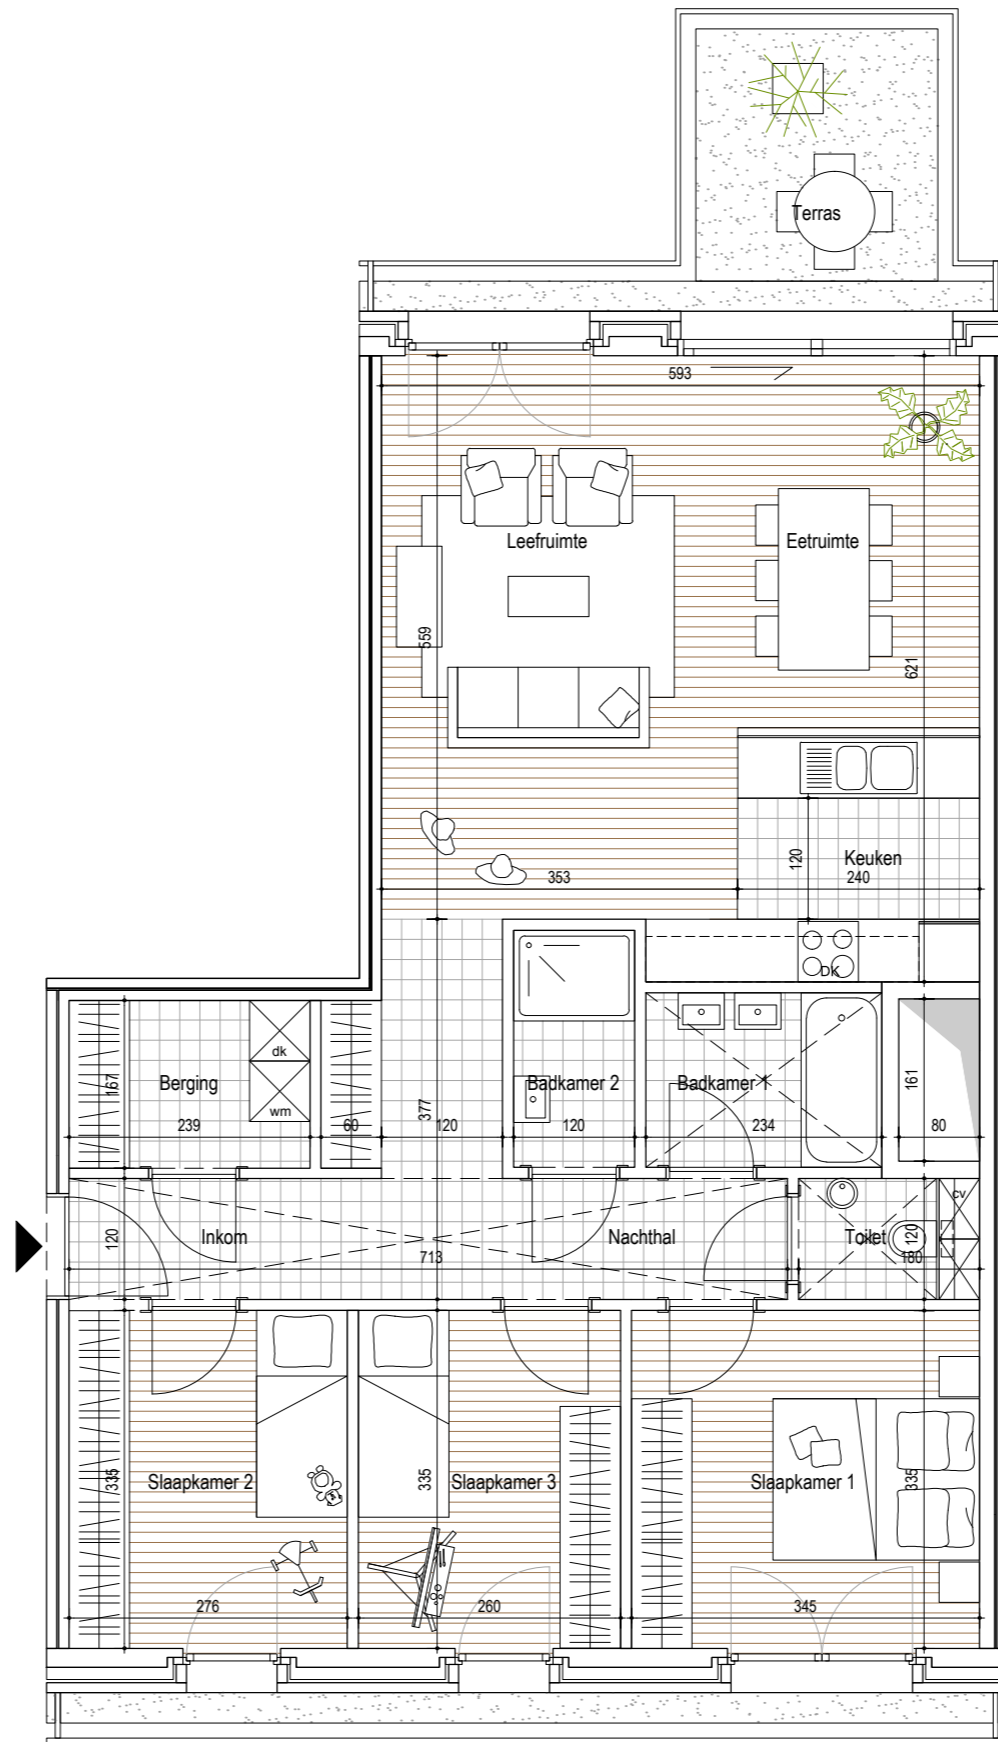 Terras
593
Leefruimte
Eetruimte
559
621
Keuken
120
353
240
DK
dk
wm
Berging
167
239
60
377
120
Badkamer 2
120
Badkamer 1
234
161
80
cv
Inkom
120
713
Nachthal
Toilet
120
180
Slaapkamer 2
335
Slaapkamer 3
335
Slaapkamer 1
335
276
260
345